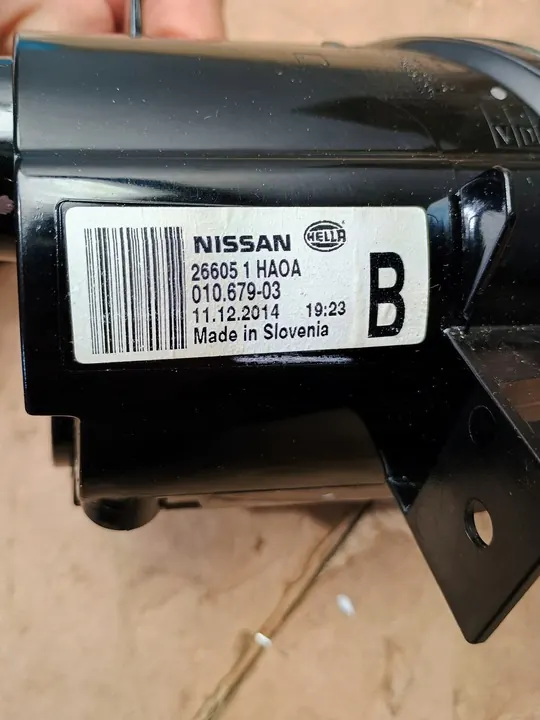 NISSAN HELLA
26605 1 HAOA
010.679-03
11.12.2014 19:23
Made in Slovenia
B